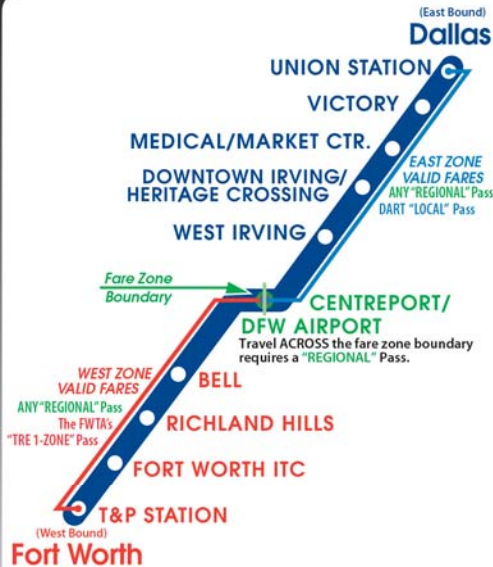 (East Bound)
Dallas
UNION STATION
VICTORY
MEDICAL/MARKET CTR.
DOWNTOWN IRVING/
HERITAGE CROSSING
EAST ZONE
VALID FARES
ANY "REGIONAL" Pass
DART "LOCAL" Pass
WEST IRVING
Fare Zone
Boundary
CENTREPORT/
DFW AIRPORT
Travel ACROSS the fare zone boundary
requires a "REGIONAL" Pass.
WEST ZONE
VALID FARES
ANY "REGIONAL" Pass
The FWTA's
"TRE 1-ZONE" Pass
BELL
RICHLAND HILLS
FORT WORTH ITC
T&P STATION
(West Bound)
Fort Worth